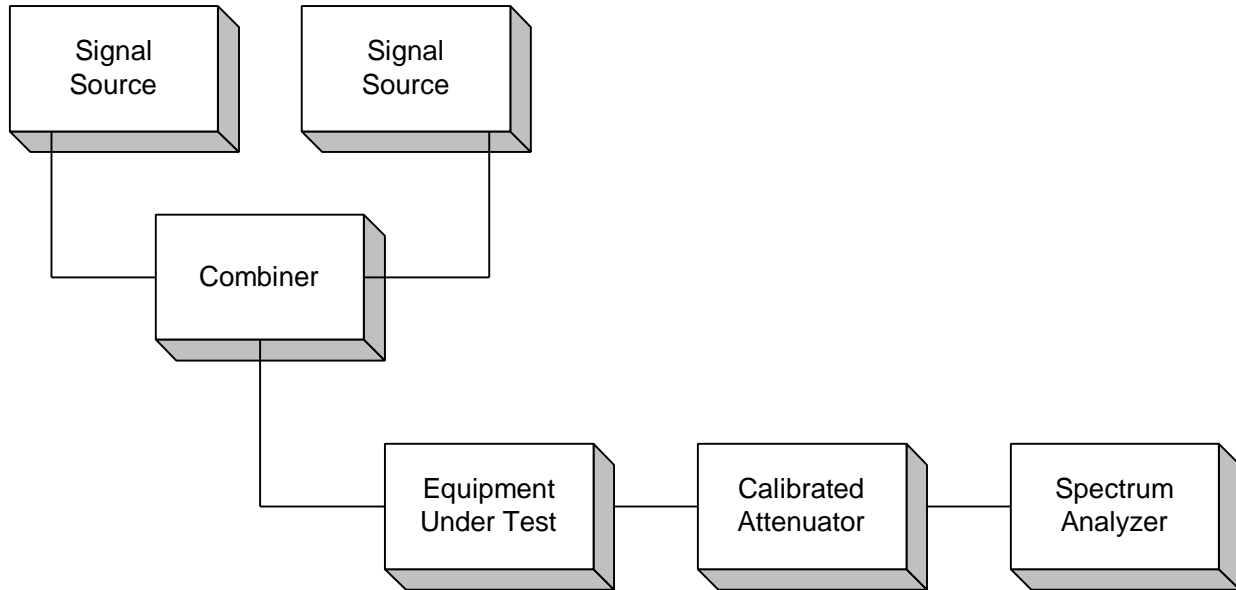 Signal
Source
Signal
Source
Combiner
Equipment
Under Test
Calibrated
Attenuator
Spectrum
Analyzer